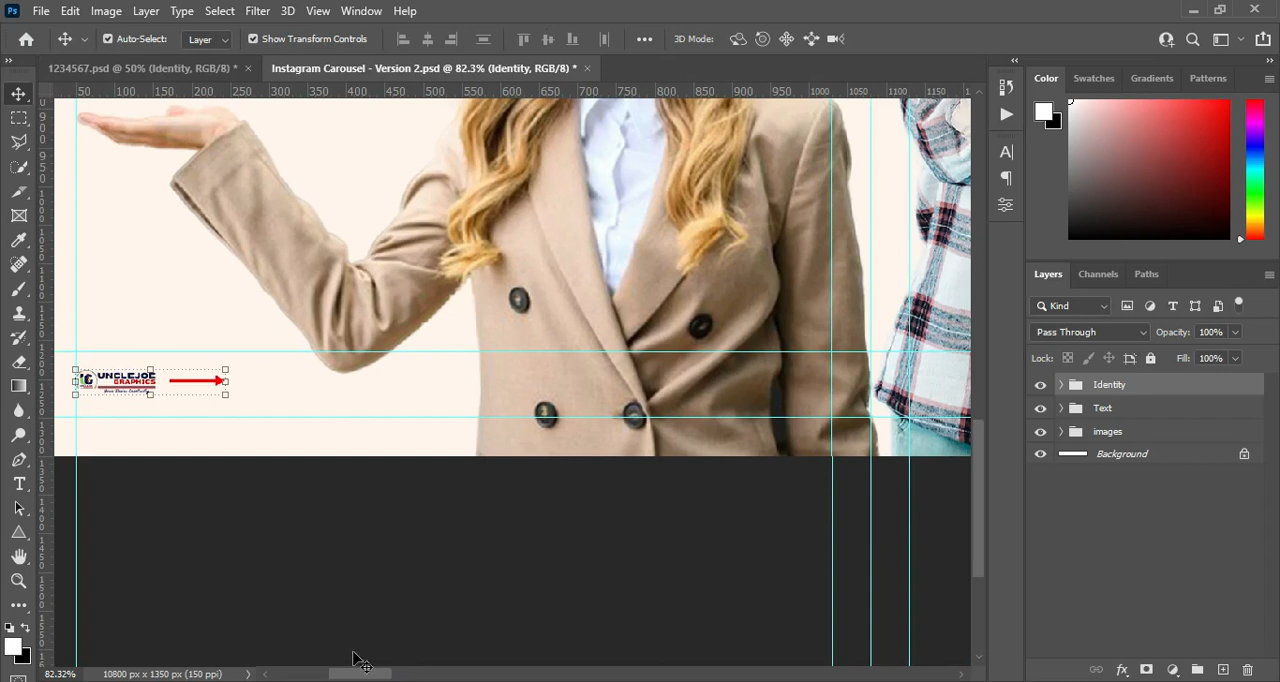 Ps File Edit Image Layer Type Select Filter 3D View Window Help
Auto-Select: Layer Show Transform Controls 3D Mode:
1234567.psd @ 50% (Identity, RGB/8) * × Instagram Carousel - Version 2.psd @ 82.3% (Identity, RGB/8) * ×
50 100 150 200 250 300 350 400 450 500 550 600 650 700 750 800 850 900 950 1000 1050 1100 1150
Color Swatches Gradients Patterns
Layers Channels Paths
Kind
Pass Through Opacity: 100%
Lock: Fill: 100%
Identity
Text
images
Background
UNCLEJOE
GRAPHICS
82.32% 10800 px x 1350 px (150 ppi)